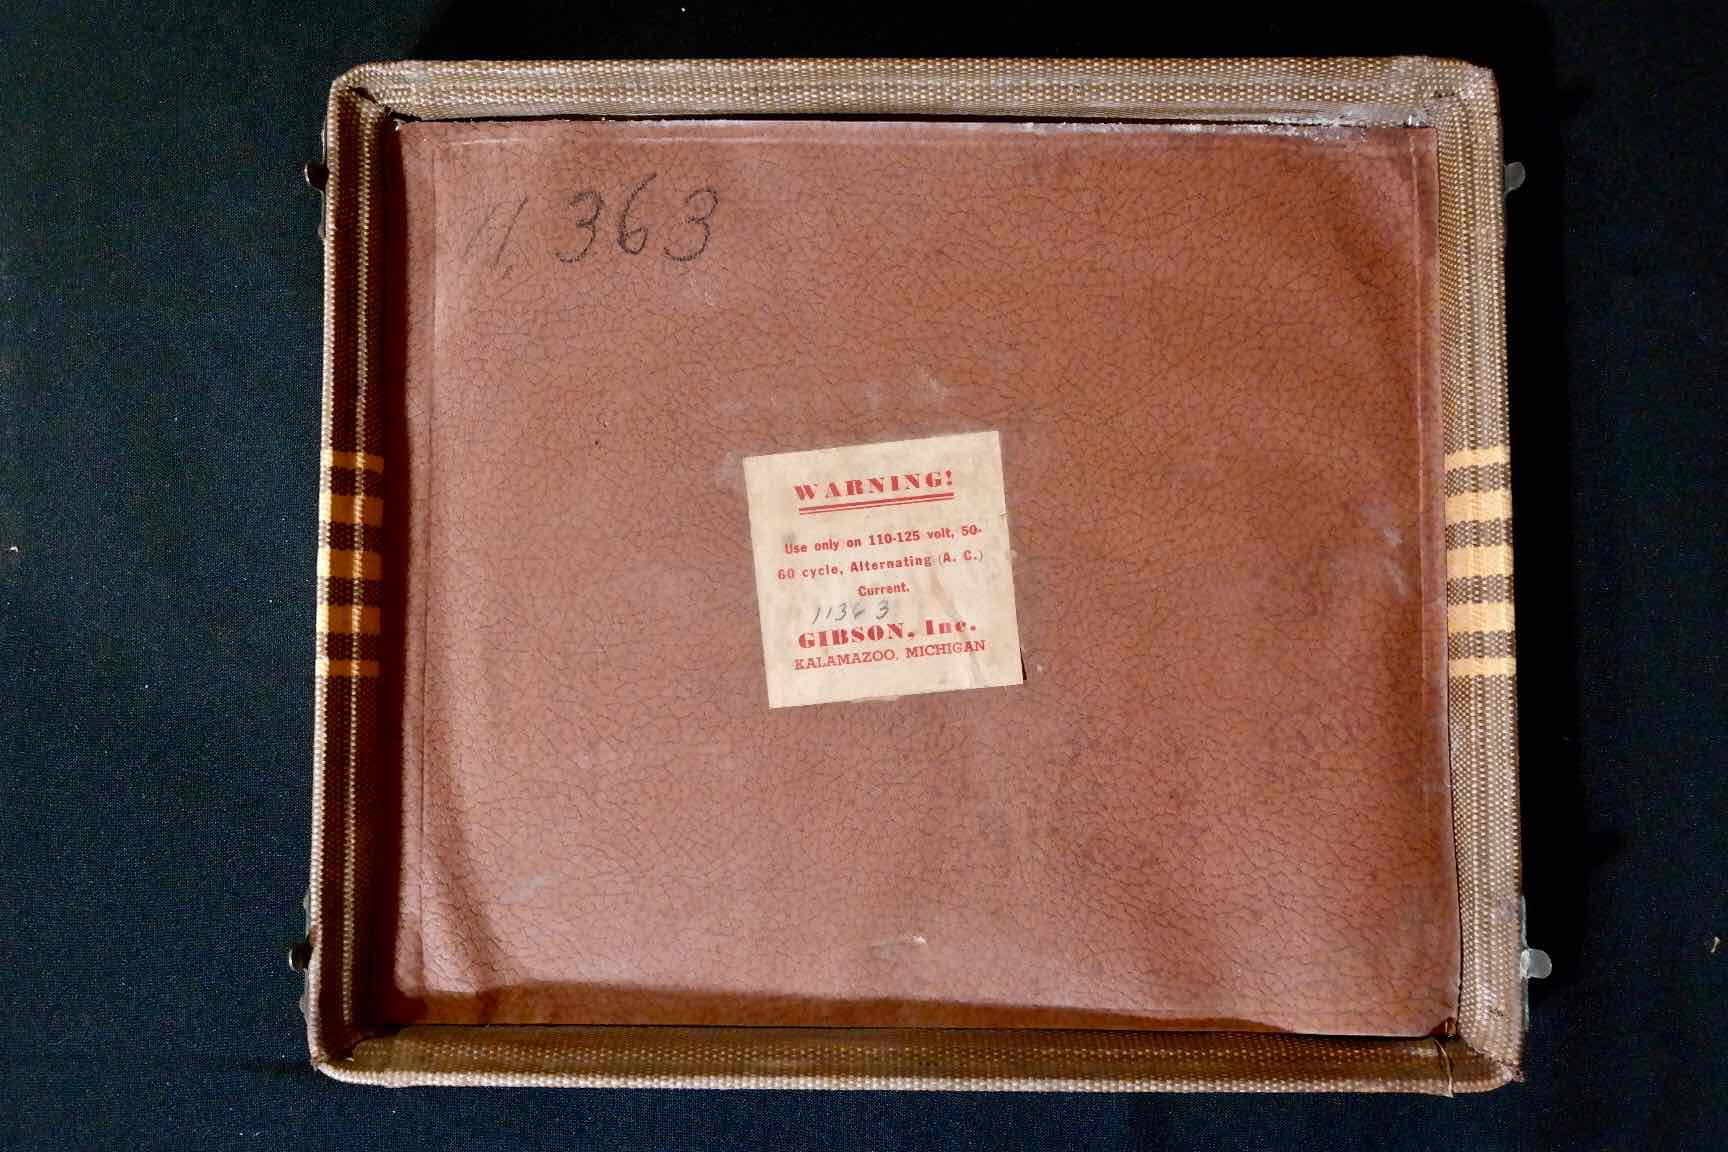 11363
WARNING!
Use only on 110-125 volt, 50-
60 cycle, Alternating (A. C.)
Current.
11363
GIBSON, Inc.
KALAMAZOO, MICHIGAN